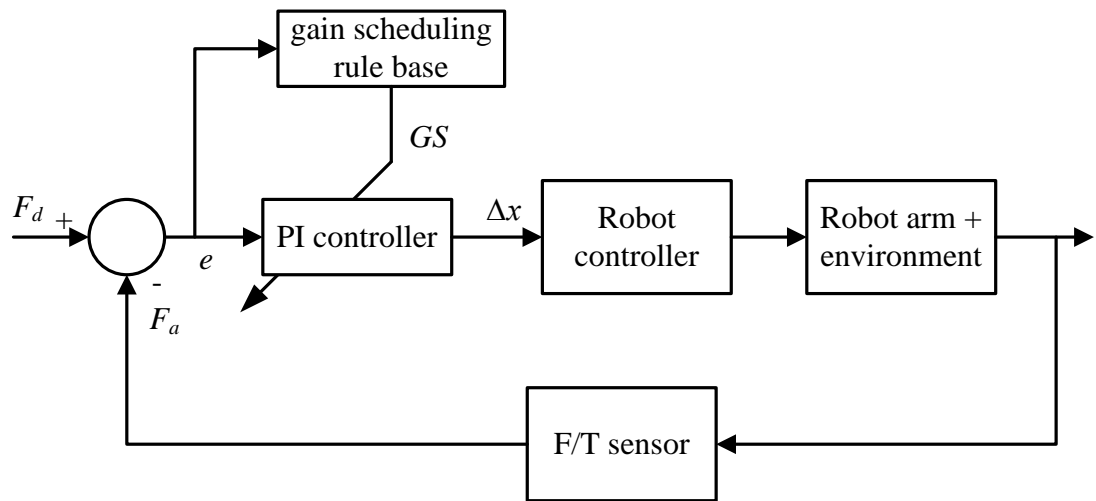 gain scheduling
rule base
GS
F_d
+
PI controller
Δx
Robot
controller
Robot arm +
environment
e
-
F_a
F/T sensor